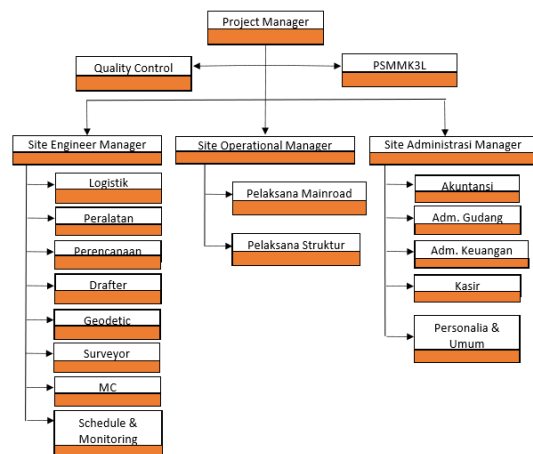 Project Manager
Quality Control
PSMMK3L
Site Engineer Manager
Site Operational Manager
Site Administrasi Manager
Logistik
Peralatan
Perencanaan
Drafter
Geodetic
Surveyor
MC
Schedule &
Monitoring
Pelaksana Mainroad
Pelaksana Struktur
Akuntansi
Adm. Gudang
Adm. Keuangan
Kasir
Personalia &
Umum